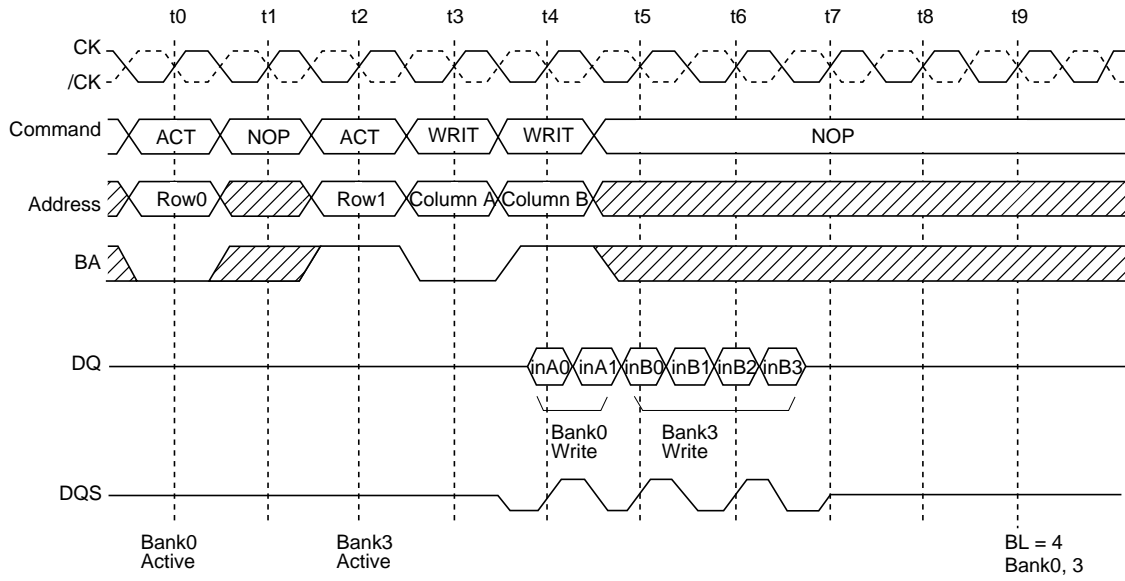 t0 t1 t2 t3 t4 t5 t6 t7 t8 t9
CK
/CK
Command ACT NOP ACT WRIT WRIT NOP
Address Row0 Row1 Column A Column B
BA
DQ inA0 inA1 inB0 inB1 inB2 inB3
Bank0 Bank3
Write Write
DQS
Bank0 Bank3 BL = 4
Active Active Bank0, 3